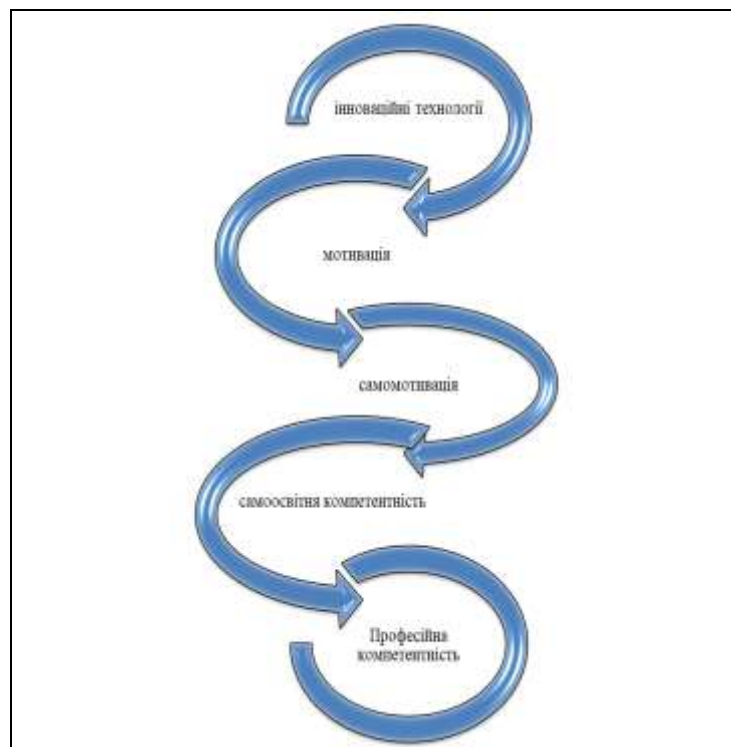 інноваційні технології
мотивація
самомотивація
самоосвітня компетентність
Професійна
компетентність